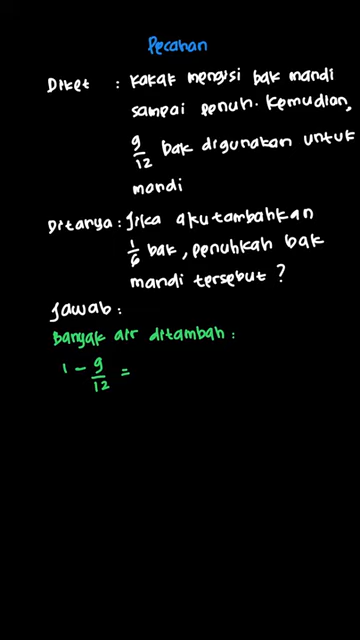 Pecahan
Diket : Kakak mengisi bak mandi
sampai penuh. Kemudian,
9/12 bak digunakan untuk
mandi
Ditanya : Jika aku tambahkan
1/6 bak, penuhkah bak
mandi tersebut ?
Jawab :
Banyak air ditambah :
1 - 9/12 =